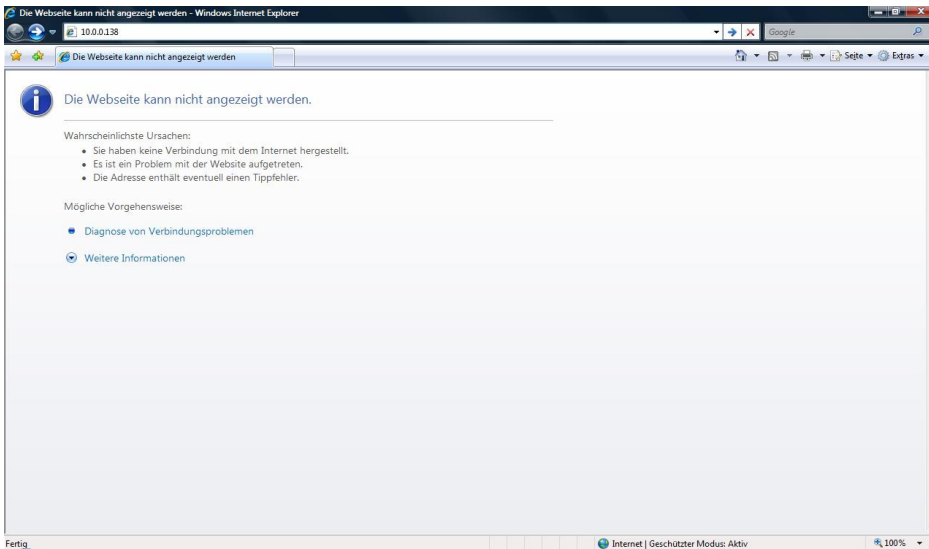 Die Webseite kann nicht angezeigt werden - Windows Internet Explorer
10.0.0.138
Google
Die Webseite kann nicht angezeigt werden
Seite
Extras
Die Webseite kann nicht angezeigt werden.
Wahrscheinlichste Ursachen:
Sie haben keine Verbindung mit dem Internet hergestellt.
Es ist ein Problem mit der Website aufgetreten.
Die Adresse enthält eventuell einen Tippfehler.
Mögliche Vorgehensweise:
Diagnose von Verbindungsproblemen
Weitere Informationen
Fertig
Internet | Geschützter Modus: Aktiv
100%